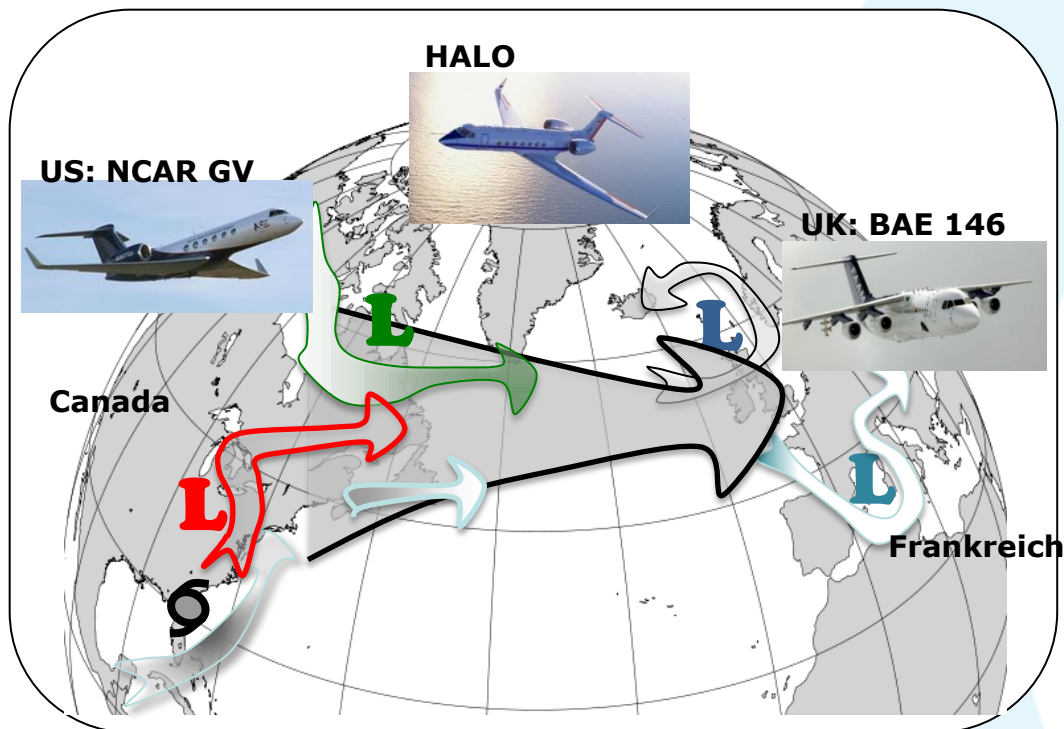 HALO
US: NCAR GV
UK: BAE 146
L
L
Canada
L
L
Frankreich